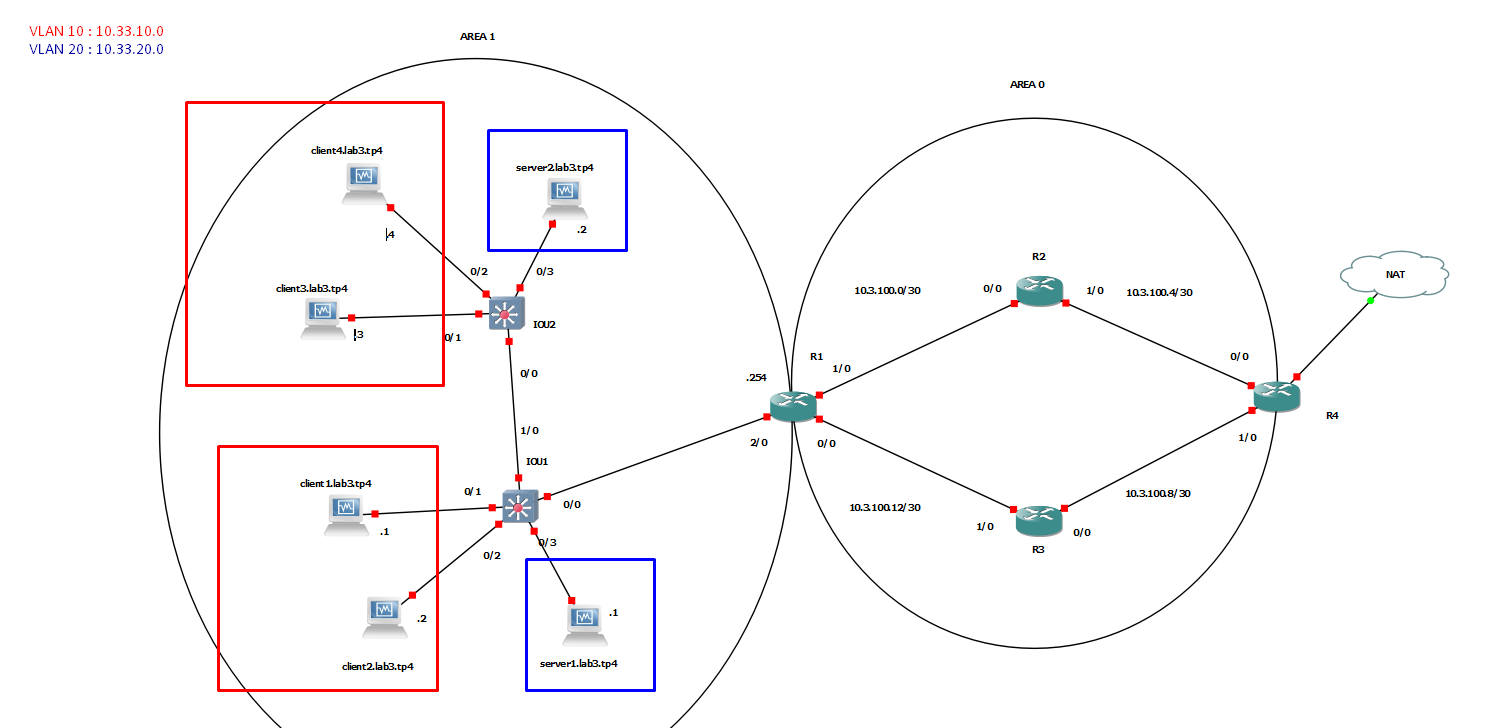 VLAN 10 : 10.33.10.0
VLAN 20 : 10.33.20.0
AREA 1
AREA 0
client4.lab3.tp4
server2.lab3.tp4
.4
.2
0/2
0/3
client3.lab3.tp4
.3
0/1
IOU2
0/0
1/0
IOU1
client1.lab3.tp4
.1
0/1
0/0
0/2
0/3
.2
client2.lab3.tp4
.1
server1.lab3.tp4
R2
10.3.100.0/30
0/0
1/0
10.3.100.4/30
NAT
R1
.254
1/0
0/0
2/0
0/0
R4
1/0
10.3.100.12/30
10.3.100.8/30
1/0
0/0
R3